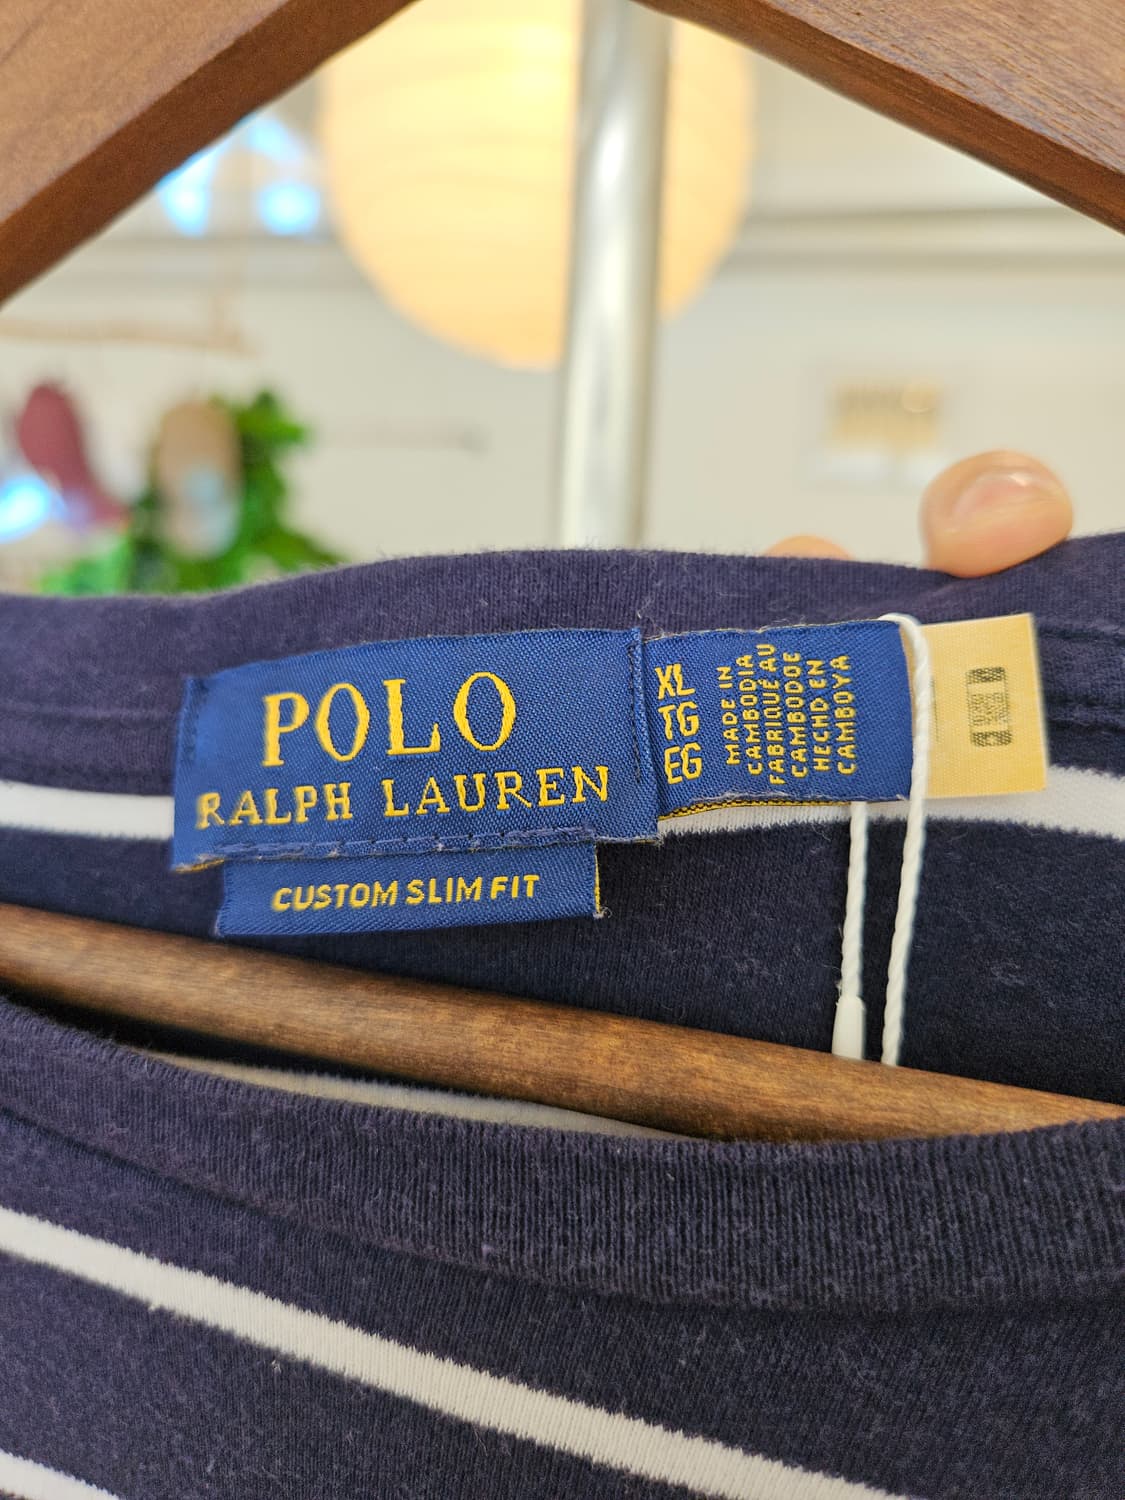 POLO
RALPH LAUREN
CUSTOM SLIM FIT
XL
TG
EG
MADE IN
CAMBODIA
FABRIQUÉ AU
CAMBODGE
HECHO EN
CAMBOYA